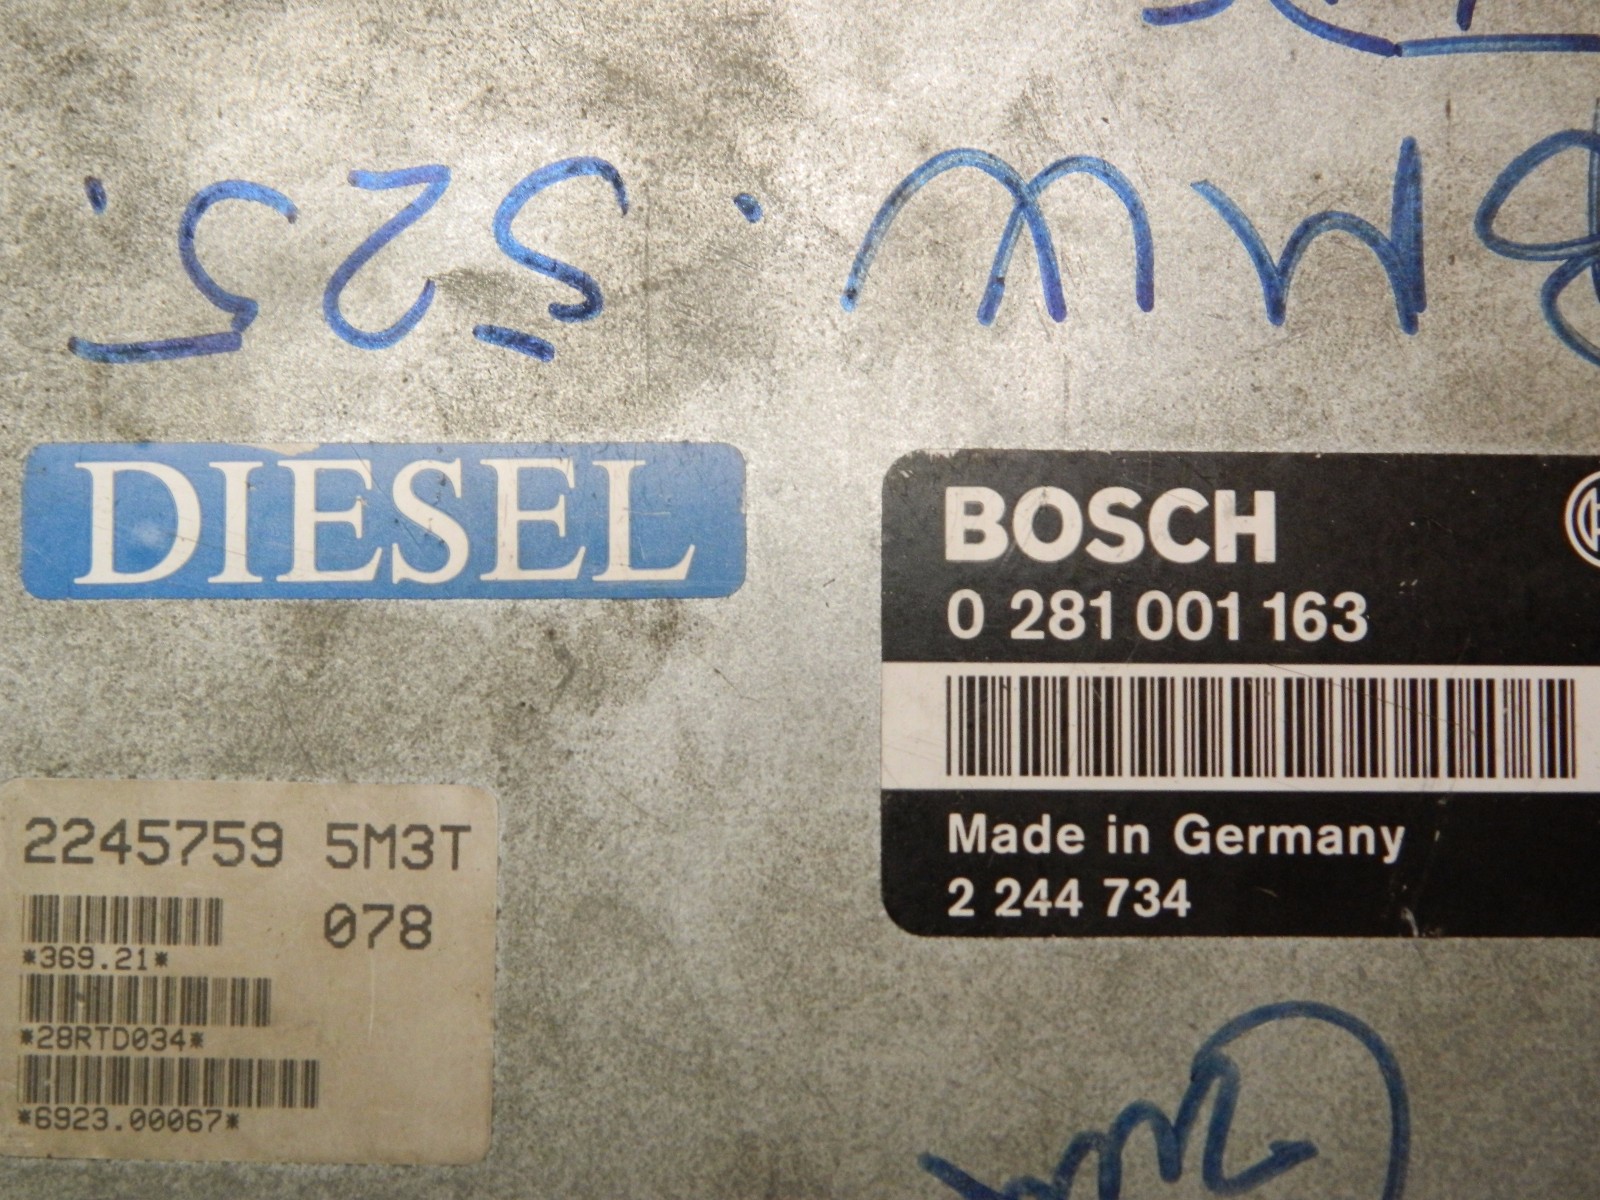 BMW. 525.
DIESEL
BOSCH
0 281 001 163
Made in Germany
2 244 734
2245759 5M3T
078
*369.21*
*28RTD034*
*6923.00067*